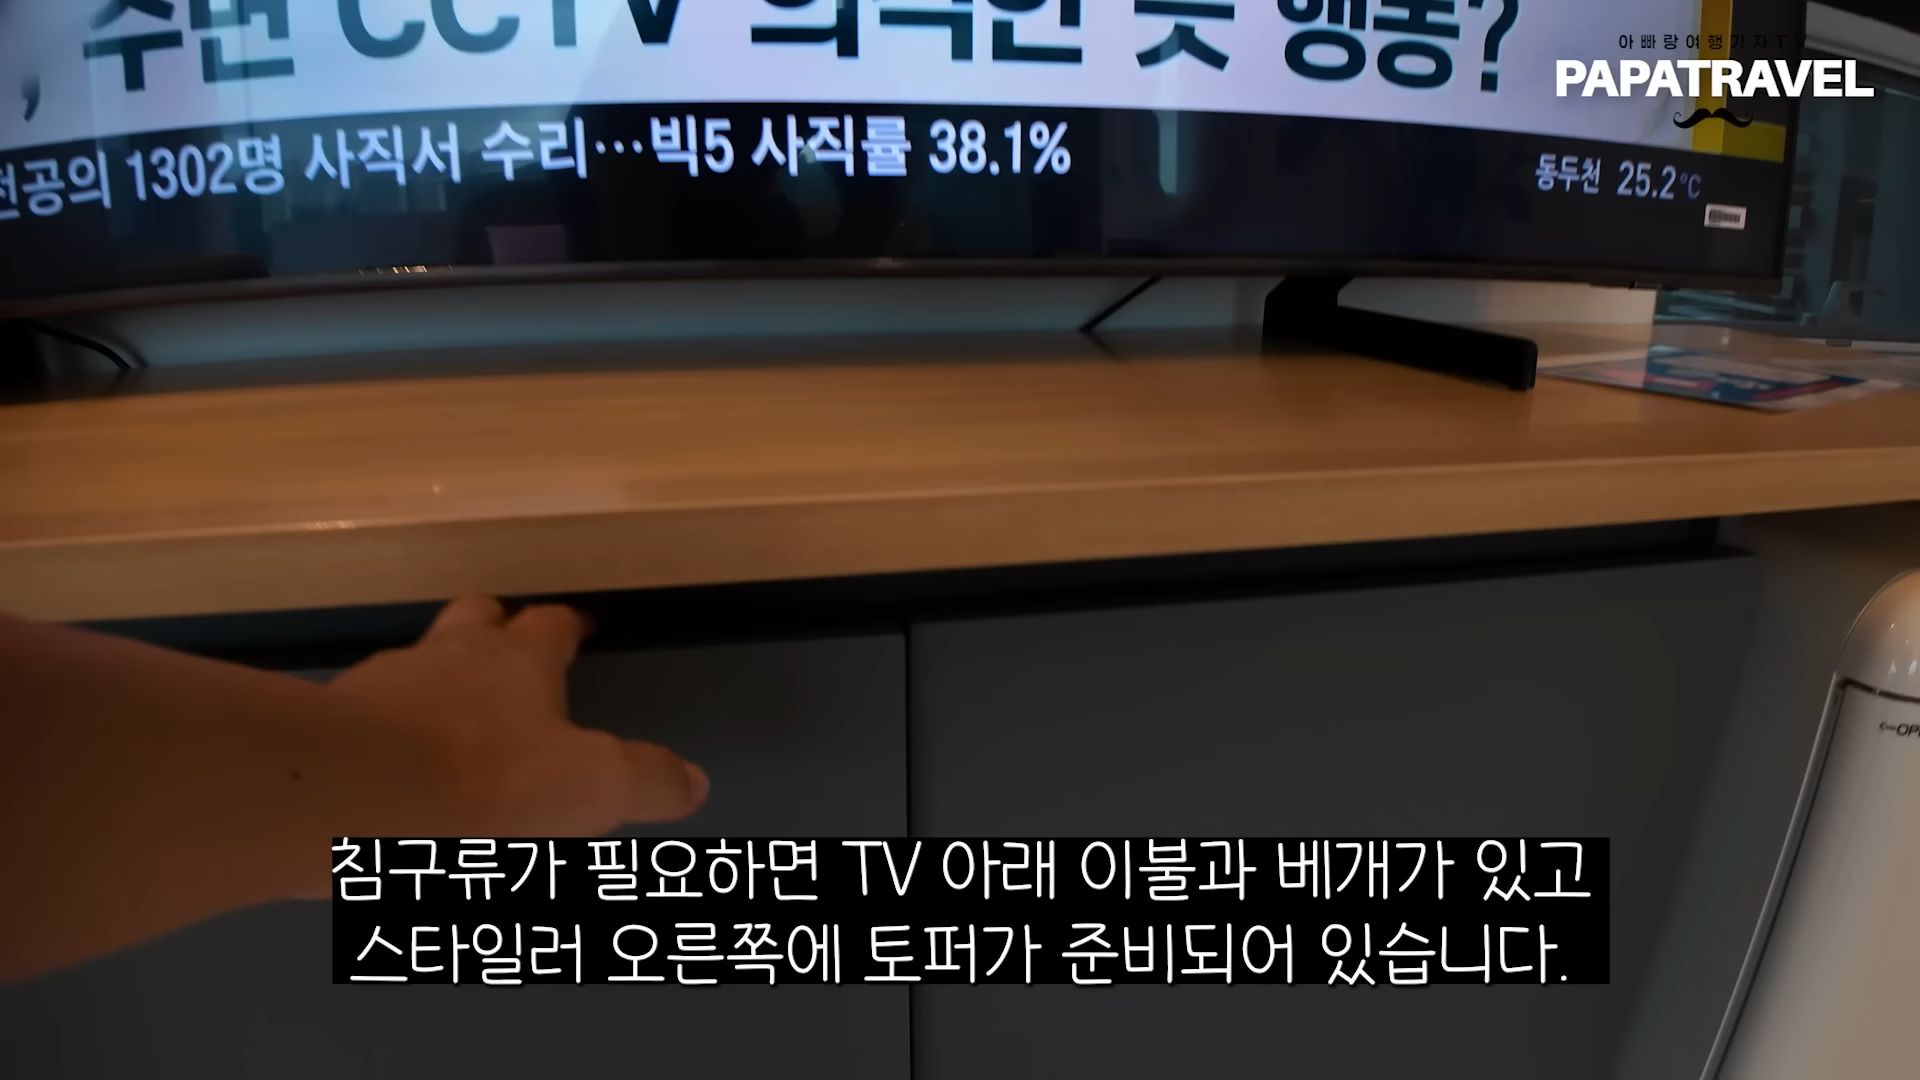 수면 CCTV 의식한 듯 행동?
아빠랑여행가자TV
PAPATRAVEL
전공의 1302명 사직서 수리…빅5 사직률 38.1%
동두천 25.2℃
침구류가 필요하면 TV 아래 이불과 베개가 있고
스타일러 오른쪽에 토퍼가 준비되어 있습니다.